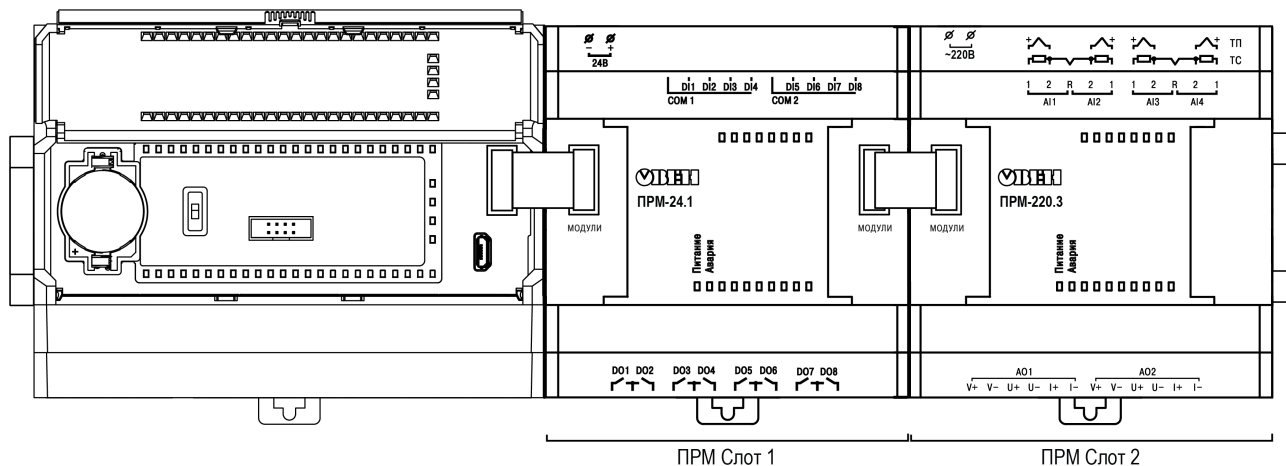 24В
- +
DI1 DI2 DI3 DI4
COM 1
DI5 DI6 DI7 DI8
COM 2
ОВЕН
ПРМ-24.1
МОДУЛИ
МОДУЛИ
Питание
Авария
DO1 DO2 DO3 DO4 DO5 DO6 DO7 DO8
ПРМ Слот 1
~220В
+ + + + ТП
ТС
1 2 R 2 1 1 2 R 2 1
AI1 AI2 AI3 AI4
ОВЕН
ПРМ-220.3
МОДУЛИ
Питание
Авария
AO1 AO2
V+ V- U+ U- I+ I- V+ V- U+ U- I+ I-
ПРМ Слот 2
+